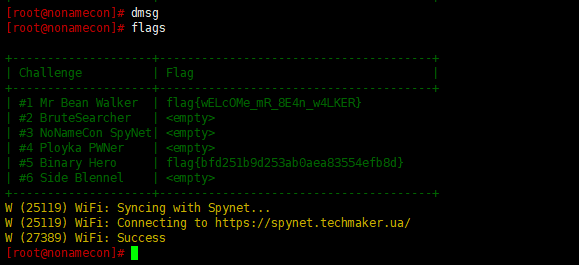 [root@nonamecon]# dmsg
[root@nonamecon]# flags
+--------------------+---------------------------------------+
| Challenge          | Flag                                  |
+--------------------+---------------------------------------+
| #1 Mr Bean Walker  | flag{wELcOMe_mR_8E4n_w4LKER}
| #2 BruteSearcher   | <empty>
| #3 NoNameCon SpyNet| <empty>
| #4 Ployka PWNer    | <empty>
| #5 Binary Hero     | flag{bfd251b9d253ab0aea83554efb8d}
| #6 Side Blennel    | <empty>
+--------------------+---------------------------------------+
W (25119) WiFi: Syncing with Spynet...
W (25119) WiFi: Connecting to https://spynet.techmaker.ua/
W (27389) WiFi: Success
[root@nonamecon]#